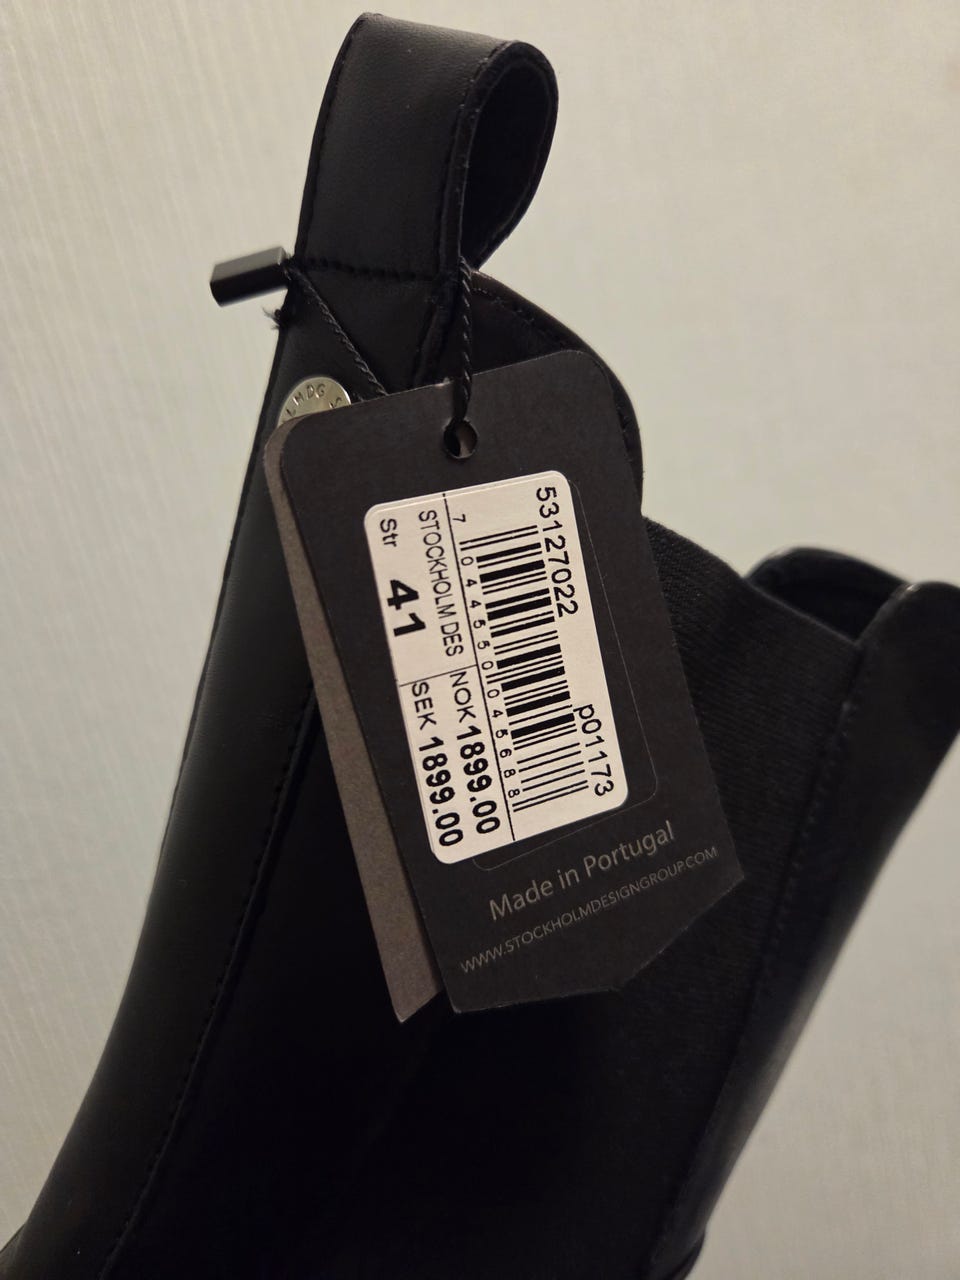 53127022
p01173
7 044550 045688
STOCKHOLM DES
NOK 1899.00
Str 41
SEK 1899.00
Made in Portugal
WWW.STOCKHOLMDESIGNGROUP.COM